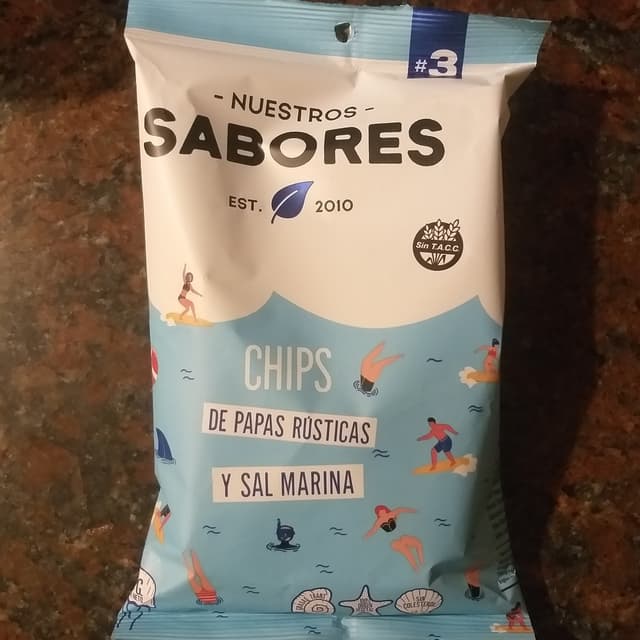 #3
- NUESTROS -
SABORES
EST. 2010
Sin T.A.C.C.
CHIPS
DE PAPAS RÚSTICAS
Y SAL MARINA